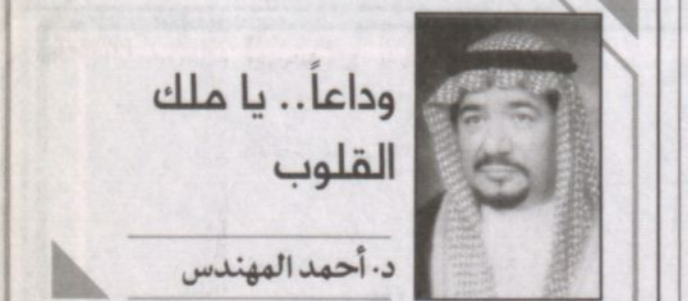 وداعاً.. يا ملك
القلوب
د. أحمد المهندس